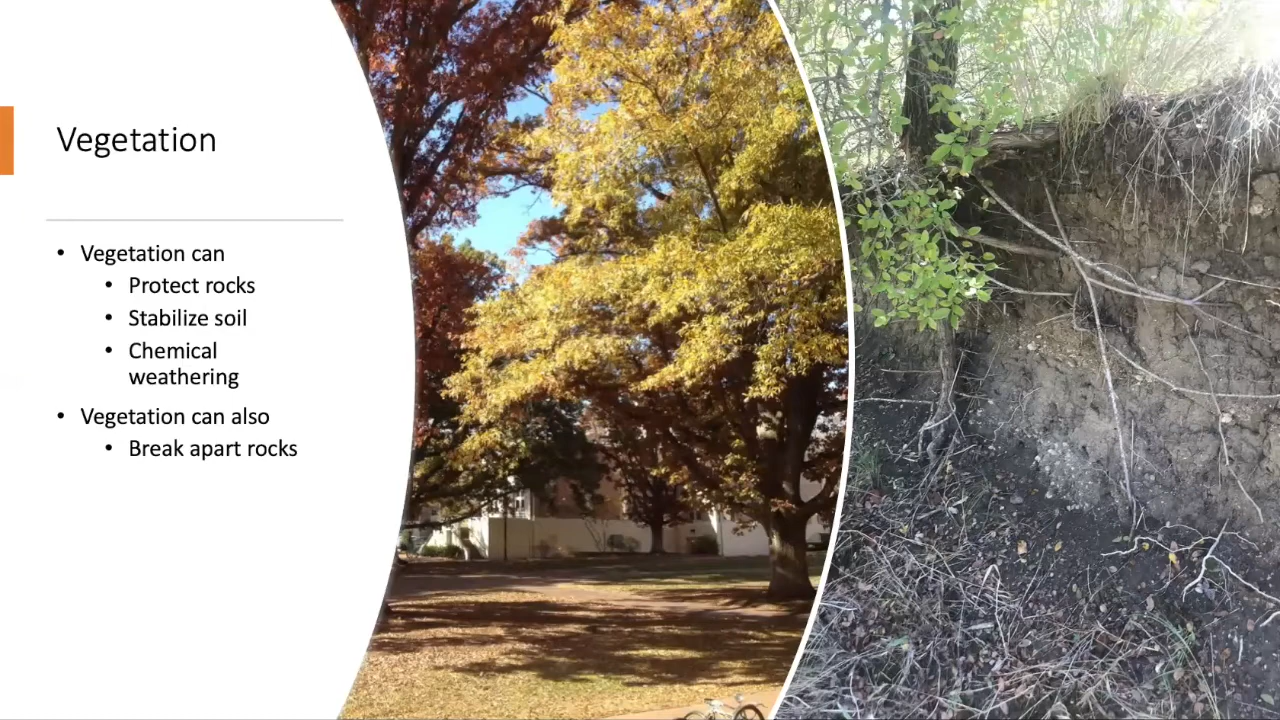 Vegetation
• Vegetation can
• Protect rocks
• Stabilize soil
• Chemical
weathering
• Vegetation can also
• Break apart rocks